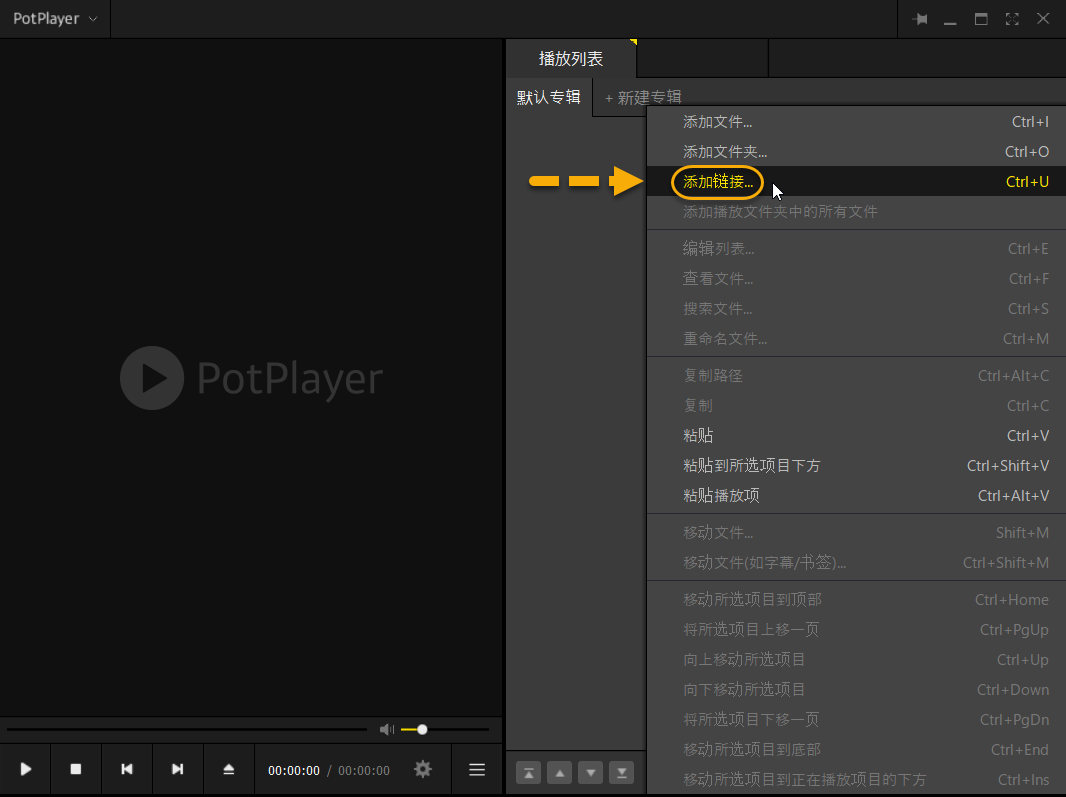 PotPlayer
播放列表
默认专辑 + 新建专辑
添加文件... Ctrl+I
添加文件夹... Ctrl+O
添加链接... Ctrl+U
添加播放文件夹中的所有文件
编辑列表... Ctrl+E
查看文件... Ctrl+F
搜索文件... Ctrl+S
重命名文件... Ctrl+M
复制路径 Ctrl+Alt+C
复制 Ctrl+C
粘贴 Ctrl+V
粘贴到所选项目下方 Ctrl+Shift+V
粘贴播放项 Ctrl+Alt+V
移动文件... Shift+M
移动文件(如字幕/书签)... Ctrl+Shift+M
移动所选项目到顶部 Ctrl+Home
将所选项目上移一页 Ctrl+PgUp
向上移动所选项目 Ctrl+Up
向下移动所选项目 Ctrl+Down
将所选项目下移一页 Ctrl+PgDn
移动所选项目到底部 Ctrl+End
移动所选项目到正在播放项目的下方 Ctrl+Ins
PotPlayer
00:00:00 / 00:00:00